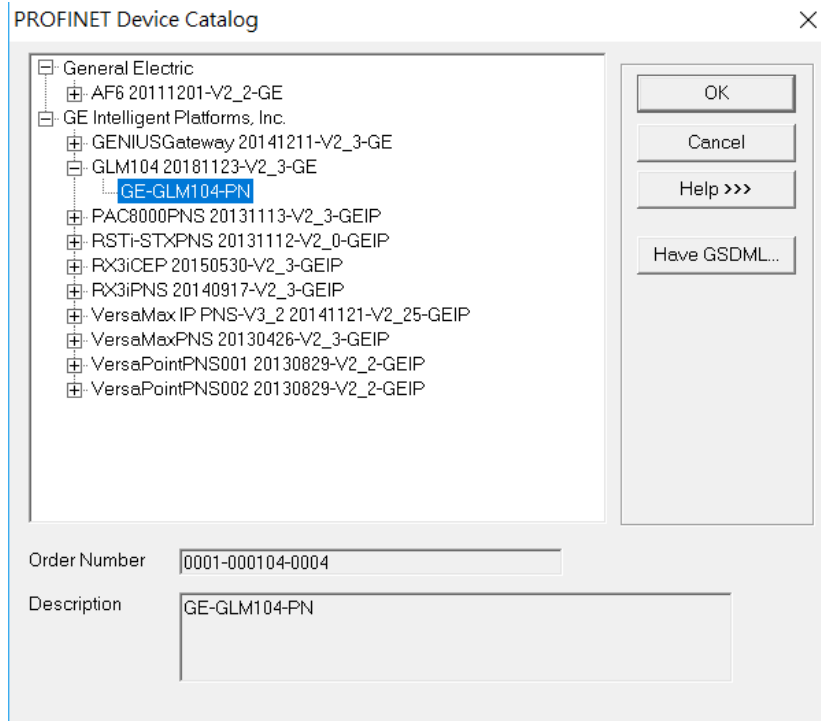 PROFINET Device Catalog
General Electric
AF6 20111201-V2_2-GE
GE Intelligent Platforms, Inc.
GENIUSGateway 20141211-V2_3-GE
GLM104 20181123-V2_3-GE
GE-GLM104-PN
PAC8000PNS 20131113-V2_3-GEIP
RSTi-STXPNS 20131112-V2_0-GEIP
RX3iCEP 20150530-V2_3-GEIP
RX3iPNS 20140917-V2_3-GEIP
VersaMax IP PNS-V3_2 20141121-V2_25-GEIP
VersaMaxPNS 20130426-V2_3-GEIP
VersaPointPNS001 20130829-V2_2-GEIP
VersaPointPNS002 20130829-V2_2-GEIP
OK
Cancel
Help >>>
Have GSDML...
Order Number 0001-000104-0004
Description GE-GLM104-PN